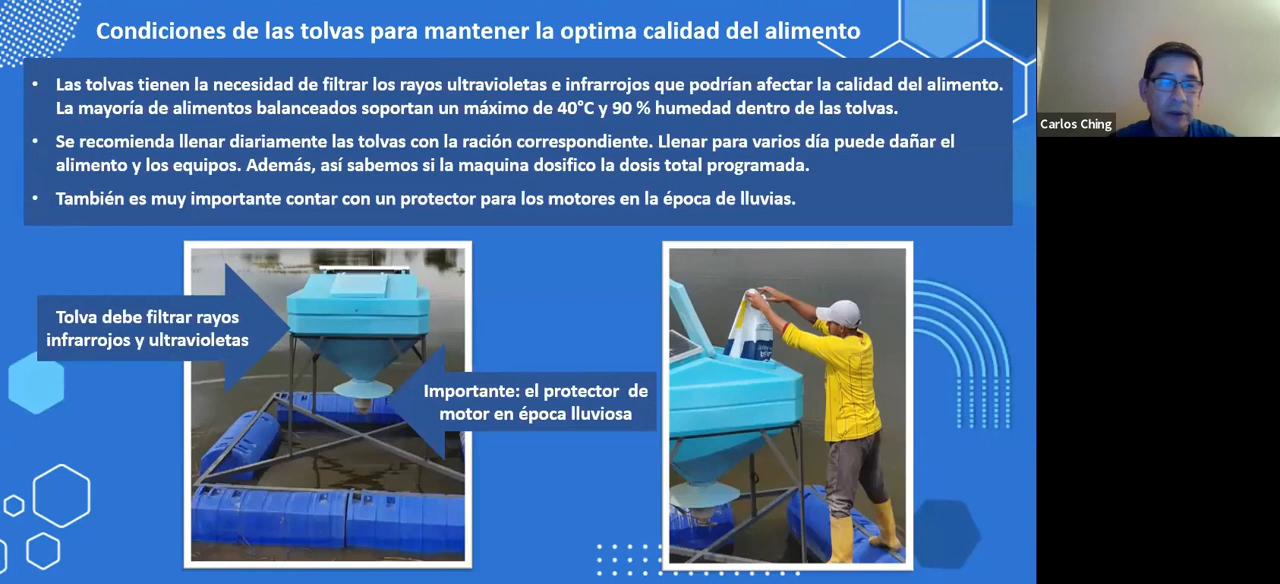 Condiciones de las tolvas para mantener la optima calidad del alimento
• Las tolvas tienen la necesidad de filtrar los rayos ultravioletas e infrarrojos que podrían afectar la calidad del alimento.
La mayoría de alimentos balanceados soportan un máximo de 40°C y 90 % humedad dentro de las tolvas.
• Se recomienda llenar diariamente las tolvas con la ración correspondiente. Llenar para varios día puede dañar el
alimento y los equipos. Además, así sabemos si la maquina dosifico la dosis total programada.
• También es muy importante contar con un protector para los motores en la época de lluvias.
Tolva debe filtrar rayos
infrarrojos y ultravioletas
Importante: el protector de
motor en época lluviosa
Carlos Ching